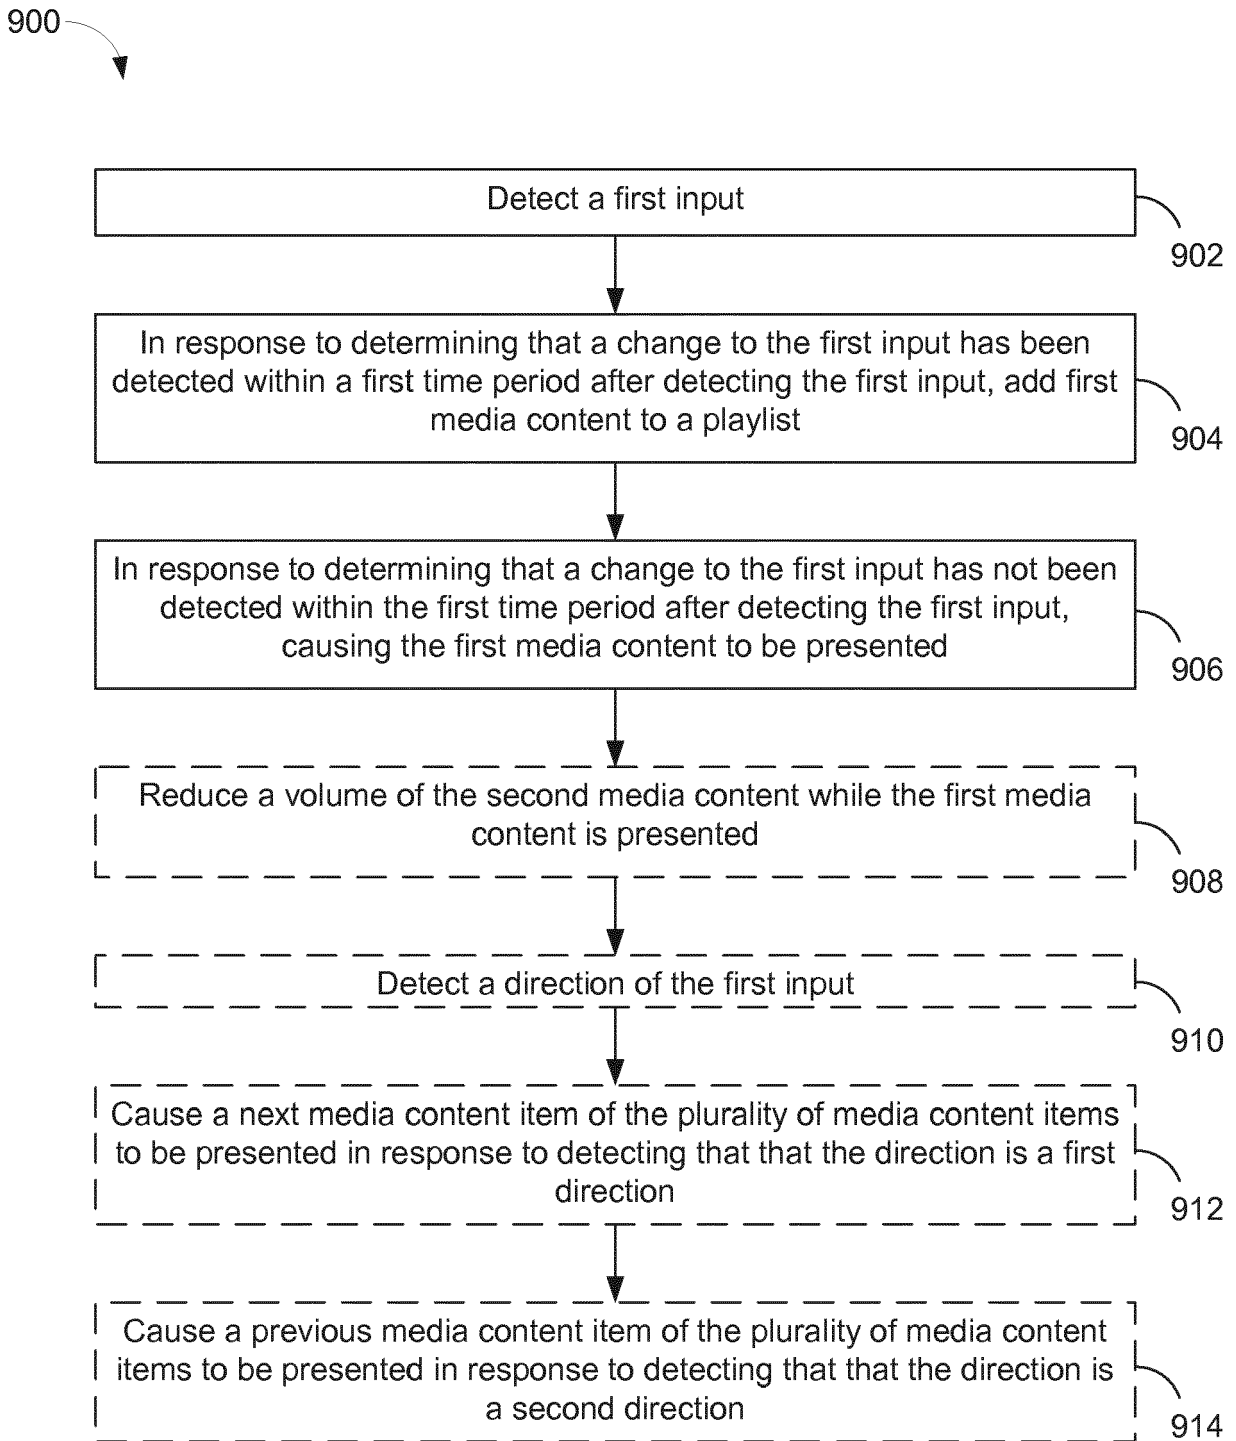 900
Detect a first input
902
In response to determining that a change to the first input has been
detected within a first time period after detecting the first input, add first
media content to a playlist
904
In response to determining that a change to the first input has not been
detected within the first time period after detecting the first input,
causing the first media content to be presented
906
Reduce a volume of the second media content while the first media
content is presented
908
Detect a direction of the first input
910
Cause a next media content item of the plurality of media content items
to be presented in response to detecting that that the direction is a first
direction
912
Cause a previous media content item of the plurality of media content
items to be presented in response to detecting that that the direction is
a second direction
914